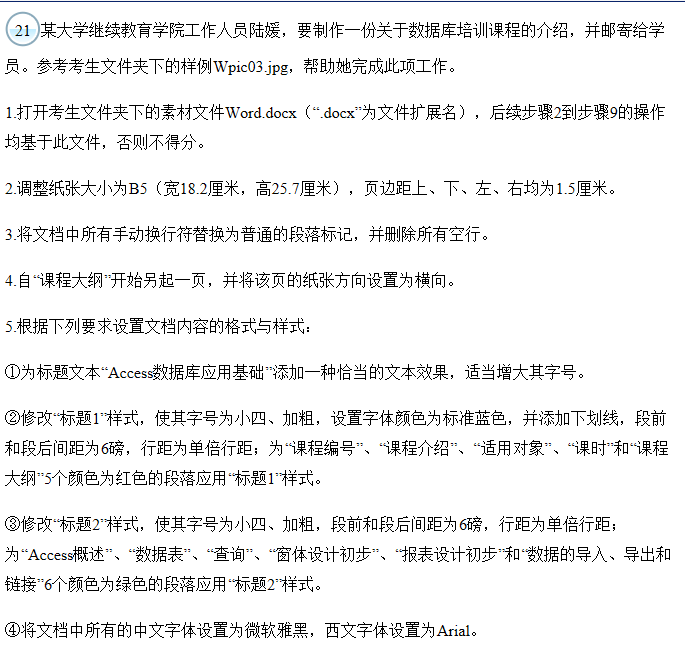 21 某大学继续教育学院工作人员陆媛，要制作一份关于数据库培训课程的介绍，并邮寄给学
员。参考考生文件夹下的样例Wpic03.jpg，帮助她完成此项工作。
1.打开考生文件夹下的素材文件Word.docx（“.docx”为文件扩展名），后续步骤2到步骤9的操作
均基于此文件，否则不得分。
2.调整纸张大小为B5（宽18.2厘米，高25.7厘米），页边距上、下、左、右均为1.5厘米。
3.将文档中所有手动换行符替换为普通的段落标记，并删除所有空行。
4.自“课程大纲”开始另起一页，并将该页的纸张方向设置为横向。
5.根据下列要求设置文档内容的格式与样式：
①为标题文本“Access数据库应用基础”添加一种恰当的文本效果，适当增大其字号。
②修改“标题1”样式，使其字号为小四、加粗，设置字体颜色为标准蓝色，并添加下划线，段前
和段后间距为6磅，行距为单倍行距；为“课程编号”、“课程介绍”、“适用对象”、“课时”和“课程
大纲”5个颜色为红色的段落应用“标题1”样式。
③修改“标题2”样式，使其字号为小四、加粗，段前和段后间距为6磅，行距为单倍行距；
为“Access概述”、“数据表”、“查询”、“窗体设计初步”、“报表设计初步”和“数据的导入、导出和
链接”6个颜色为绿色的段落应用“标题2”样式。
④将文档中所有的中文字体设置为微软雅黑，西文字体设置为Arial。